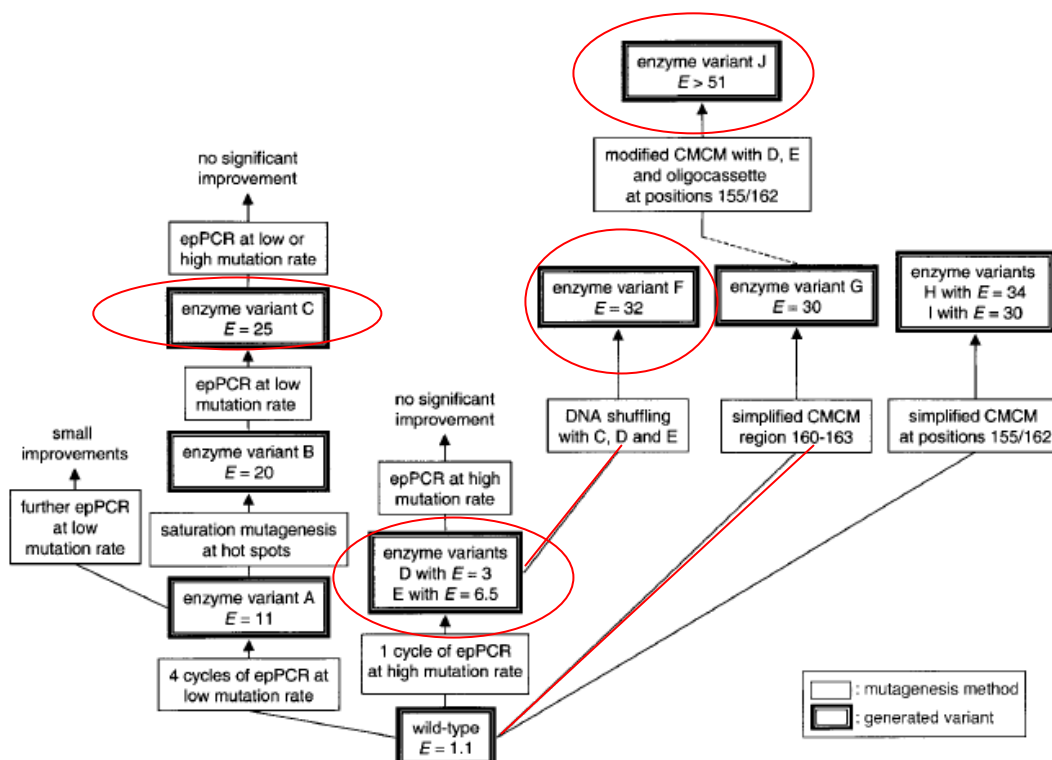 enzyme variant J
E > 51
modified CMCM with D, E
and oligocassette
at positions 155/162
no significant
improvement
epPCR at low or
high mutation rate
enzyme variant C
E = 25
enzyme variant F
E = 32
enzyme variant G
E = 30
enzyme variants
H with E = 34
I with E = 30
epPCR at low
mutation rate
no significant
improvement
DNA shuffling
with C, D and E
simplified CMCM
region 160-163
simplified CMCM
at positions 155/162
small
improvements
enzyme variant B
E = 20
epPCR at high
mutation rate
further epPCR
at low
mutation rate
saturation mutagenesis
at hot spots
enzyme variants
D with E = 3
E with E = 6.5
enzyme variant A
E = 11
1 cycle of epPCR
at high mutation rate
4 cycles of epPCR at
low mutation rate
wild-type
E = 1.1
: mutagenesis method
: generated variant